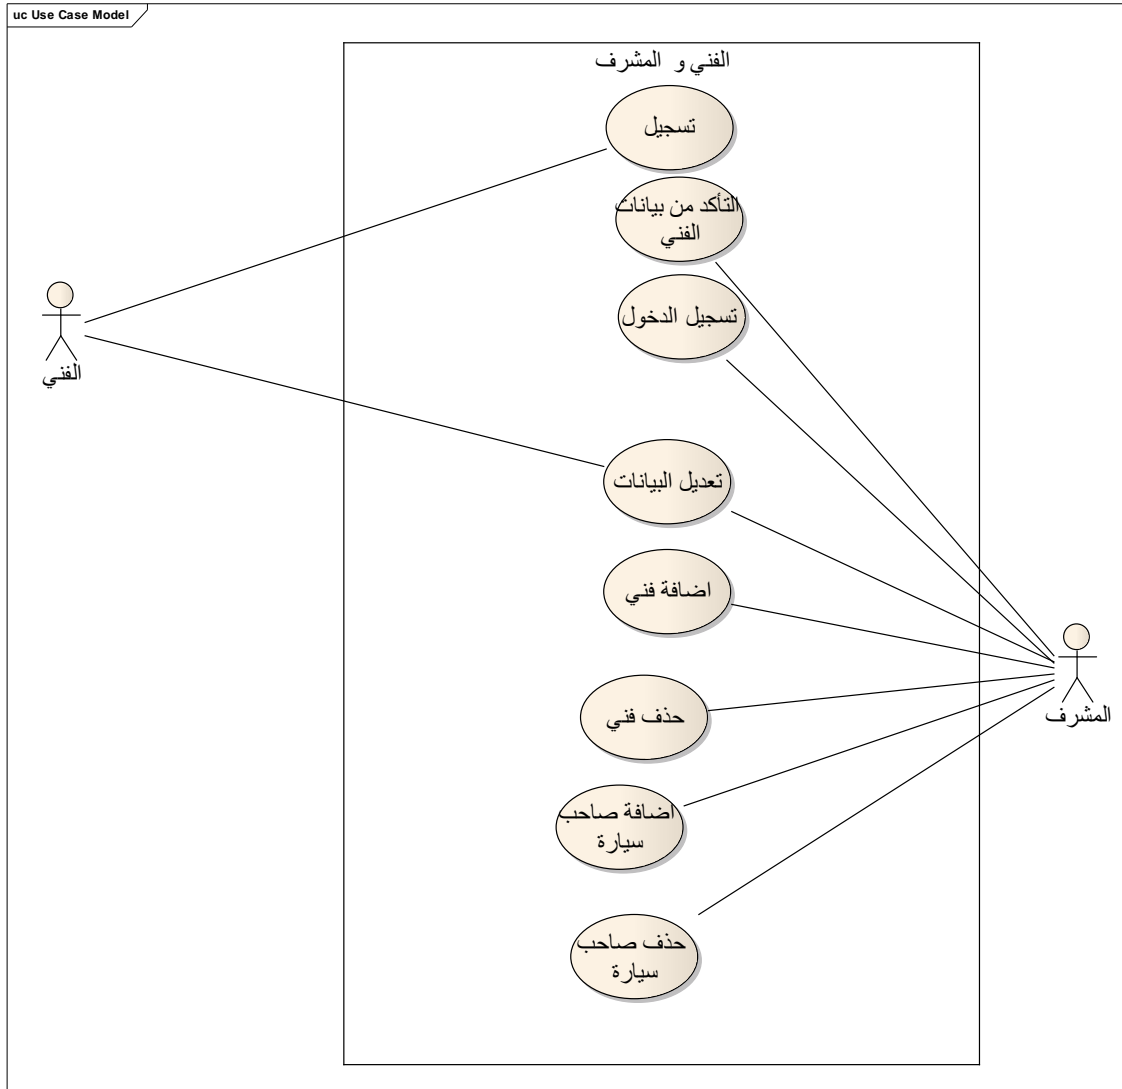 uc Use Case Model
الفني و المشرف
تسجيل
التأكد من بيانات
الفني
تسجيل الدخول
الفني
تعديل البيانات
اضافة فني
حذف فني
المشرف
اضافة صاحب
سيارة
حذف صاحب
سيارة